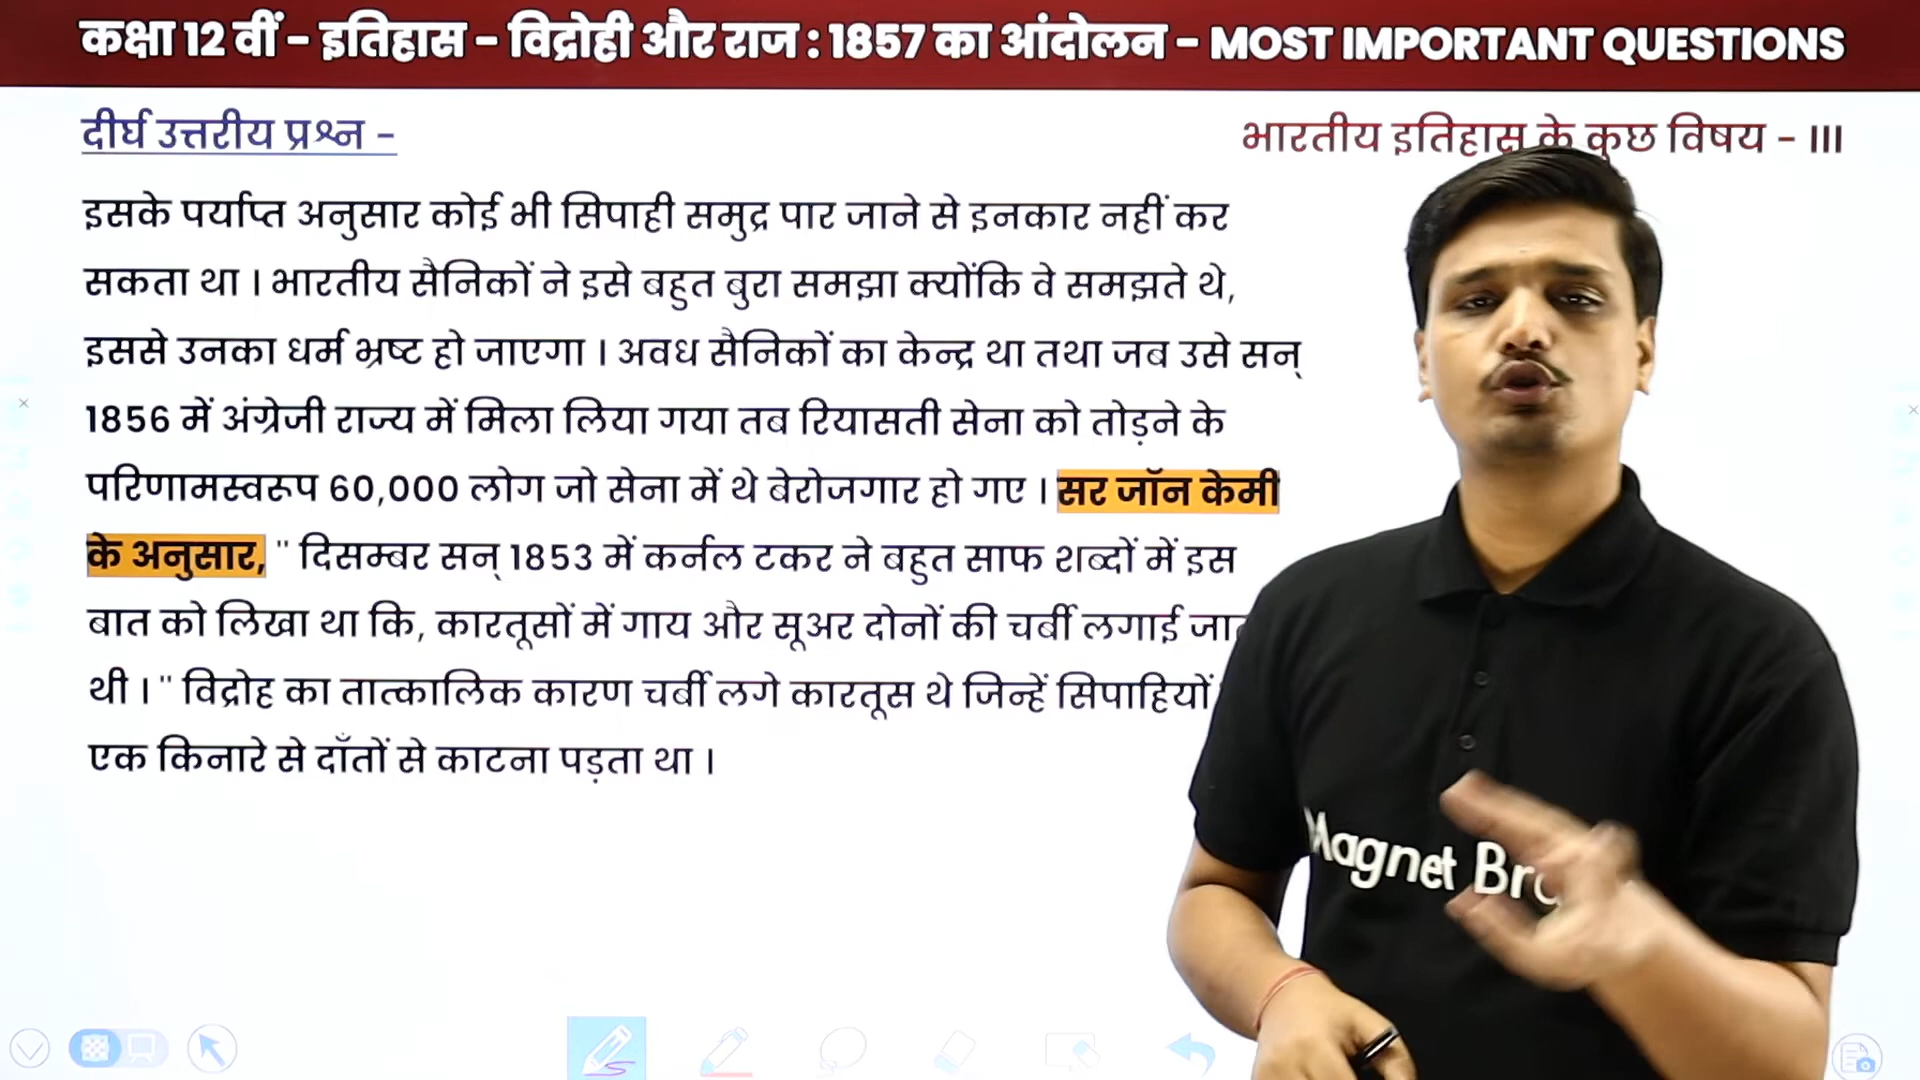 कक्षा 12 वीं - इतिहास - विद्रोही और राज : 1857 का आंदोलन - MOST IMPORTANT QUESTIONS
दीर्घ उत्तरीय प्रश्न -
भारतीय इतिहास के कुछ विषय - III
इसके पर्याप्त अनुसार कोई भी सिपाही समुद्र पार जाने से इनकार नहीं कर
सकता था । भारतीय सैनिकों ने इसे बहुत बुरा समझा क्योंकि वे समझते थे,
इससे उनका धर्म भ्रष्ट हो जाएगा । अवध सैनिकों का केन्द्र था तथा जब उसे सन्
1856 में अंग्रेजी राज्य में मिला लिया गया तब रियासती सेना को तोड़ने के
परिणामस्वरूप 60,000 लोग जो सेना में थे बेरोजगार हो गए । सर जॉन केमी
के अनुसार, " दिसम्बर सन् 1853 में कर्नल टकर ने बहुत साफ शब्दों में इस
बात को लिखा था कि, कारतूसों में गाय और सूअर दोनों की चर्बी लगाई
थी । " विद्रोह का तात्कालिक कारण चर्बी लगे कारतूस थे जिन्हें सिपाहियों
एक किनारे से दाँतों से काटना पड़ता था ।
Magnet